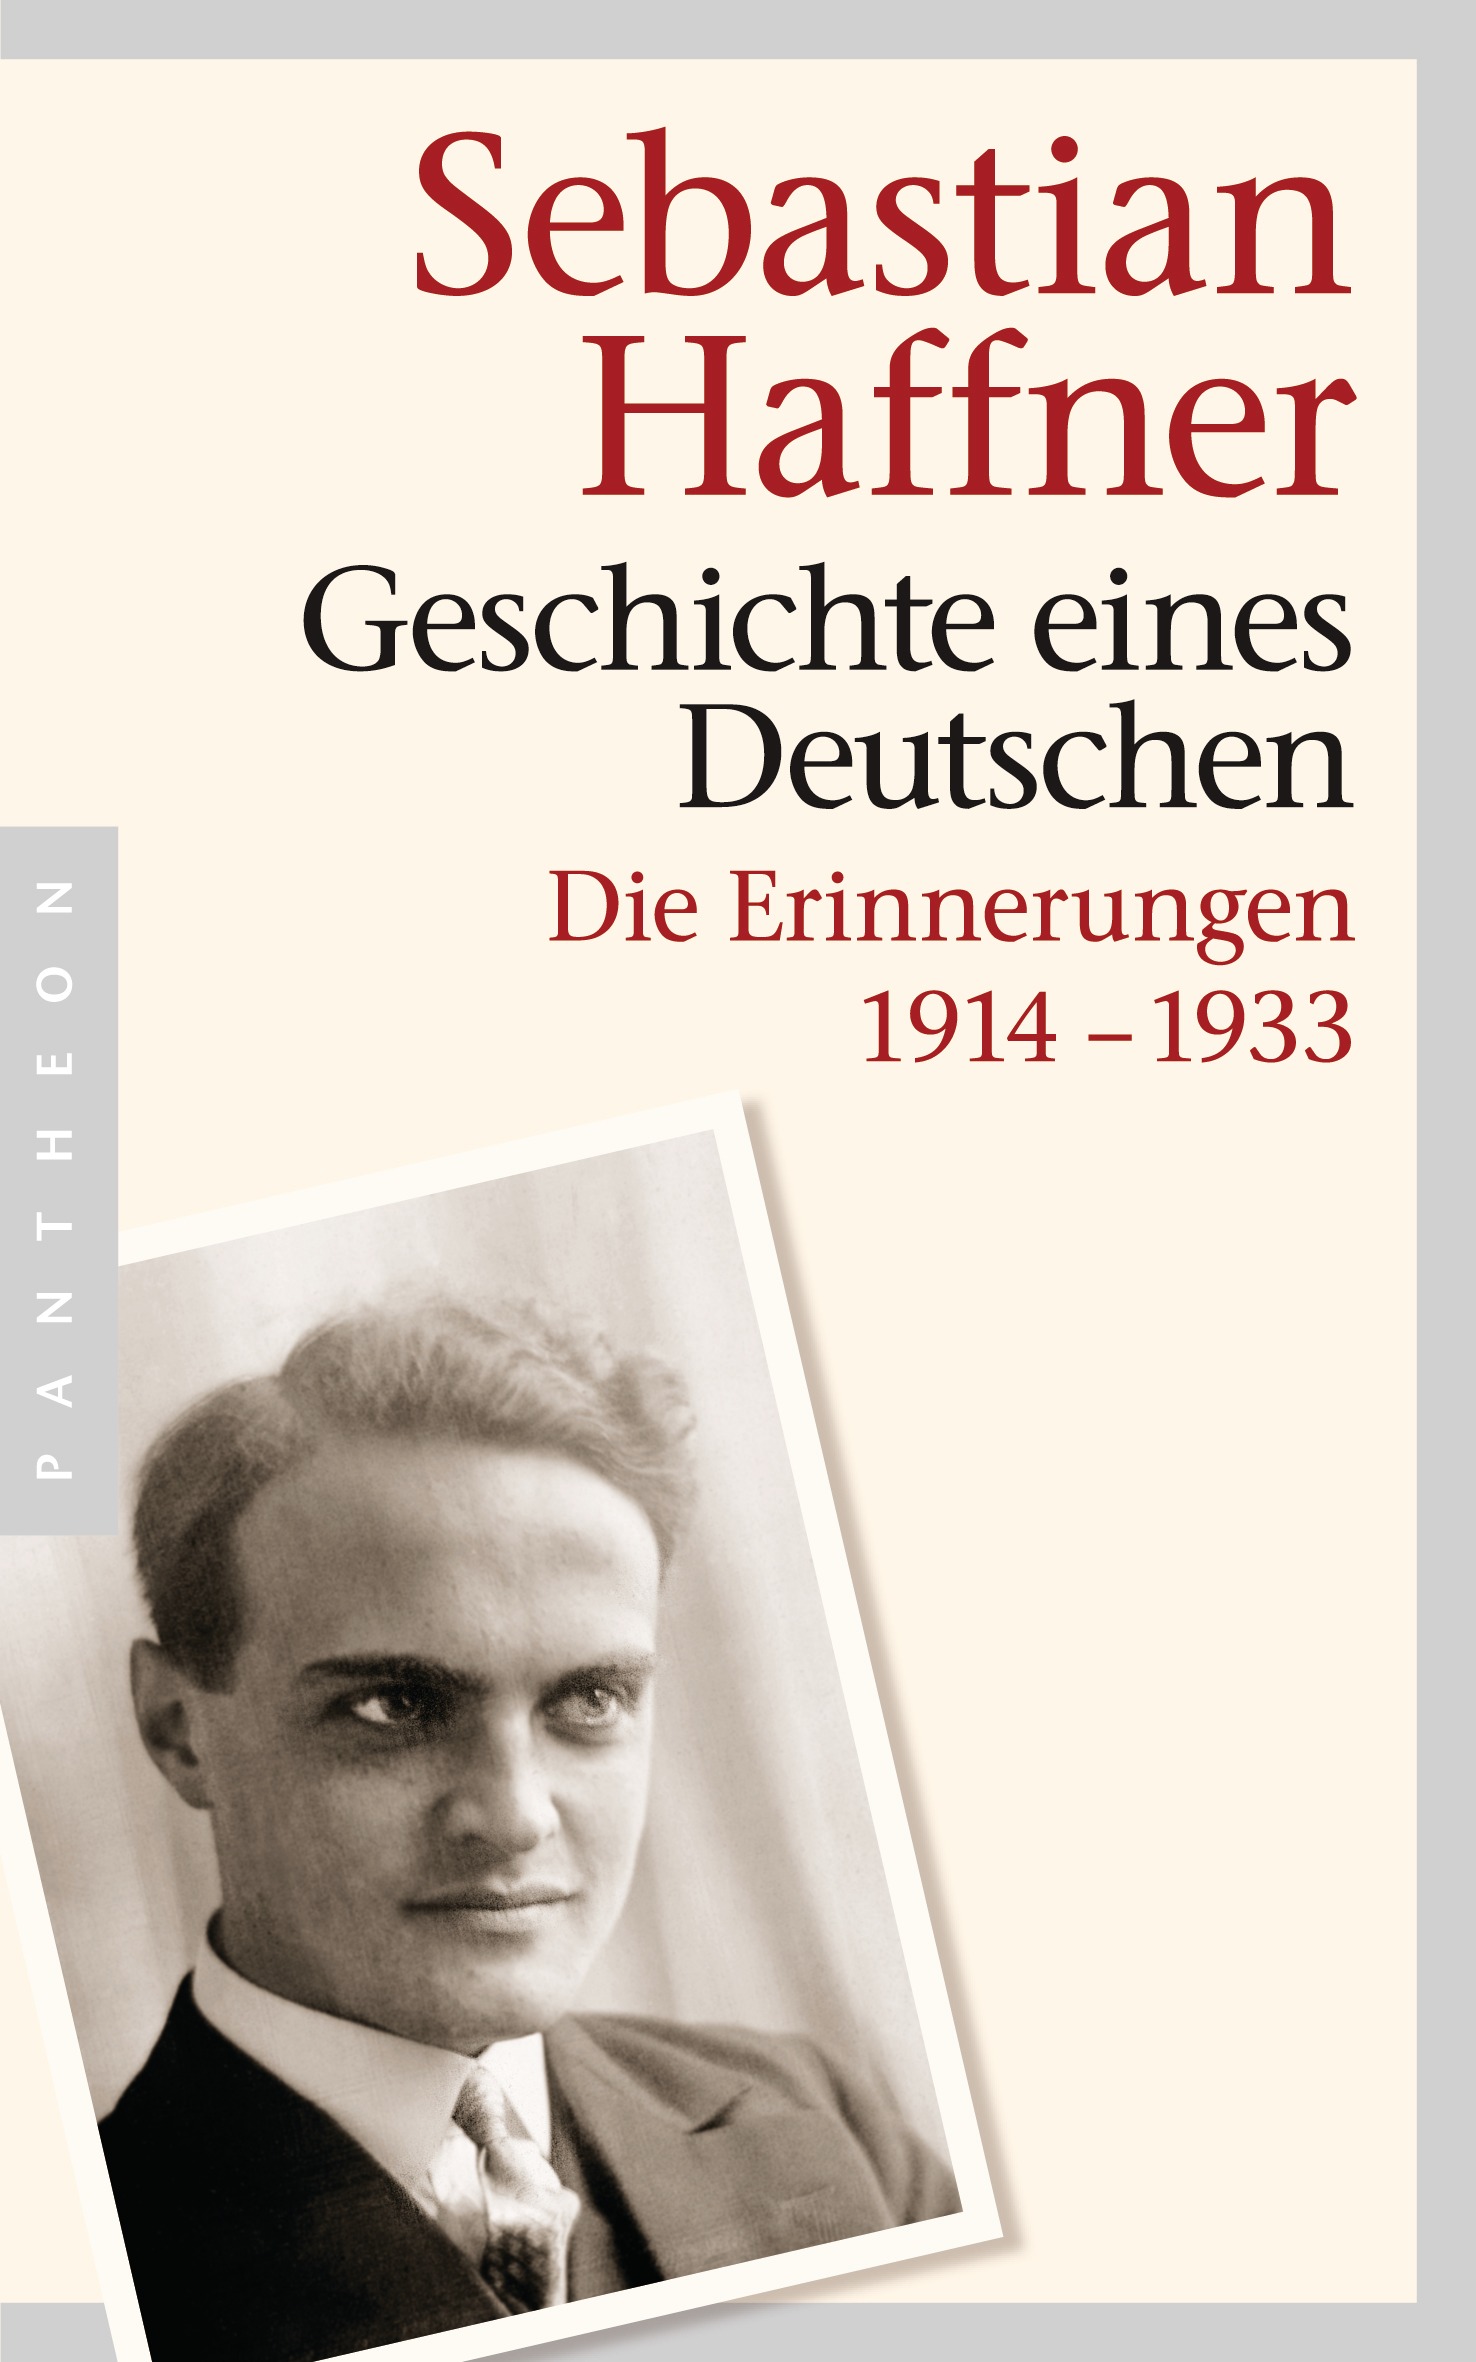 Sebastian
Haffner
Geschichte eines
Deutschen
Die Erinnerungen
1914 – 1933
PANTHEON